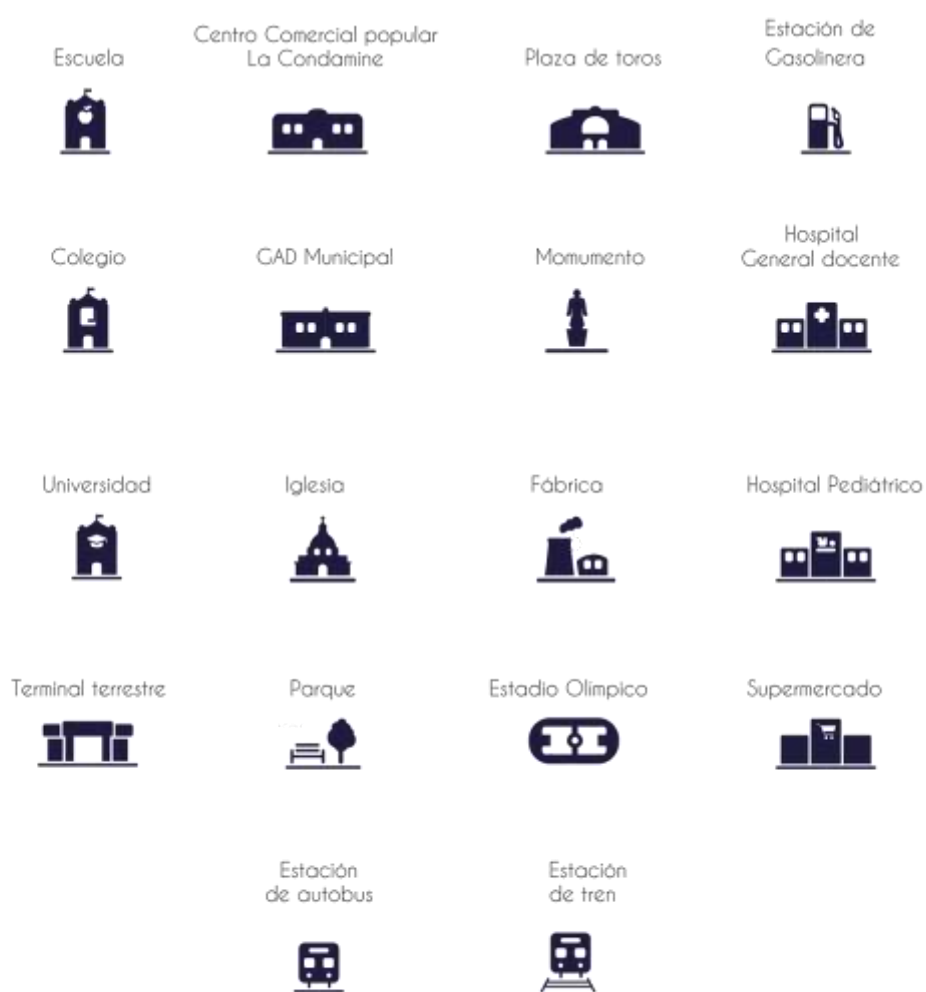 Escuela
Centro Comercial popular
La Condamine
Plaza de toros
Estación de
Gasolinera
Colegio
GAD Municipal
Momumento
Hospital
General docente
Universidad
Iglesia
Fábrica
Hospital Pediátrico
Terminal terrestre
Parque
Estadio Olímpico
Supermercado
Estación
de autobus
Estación
de tren